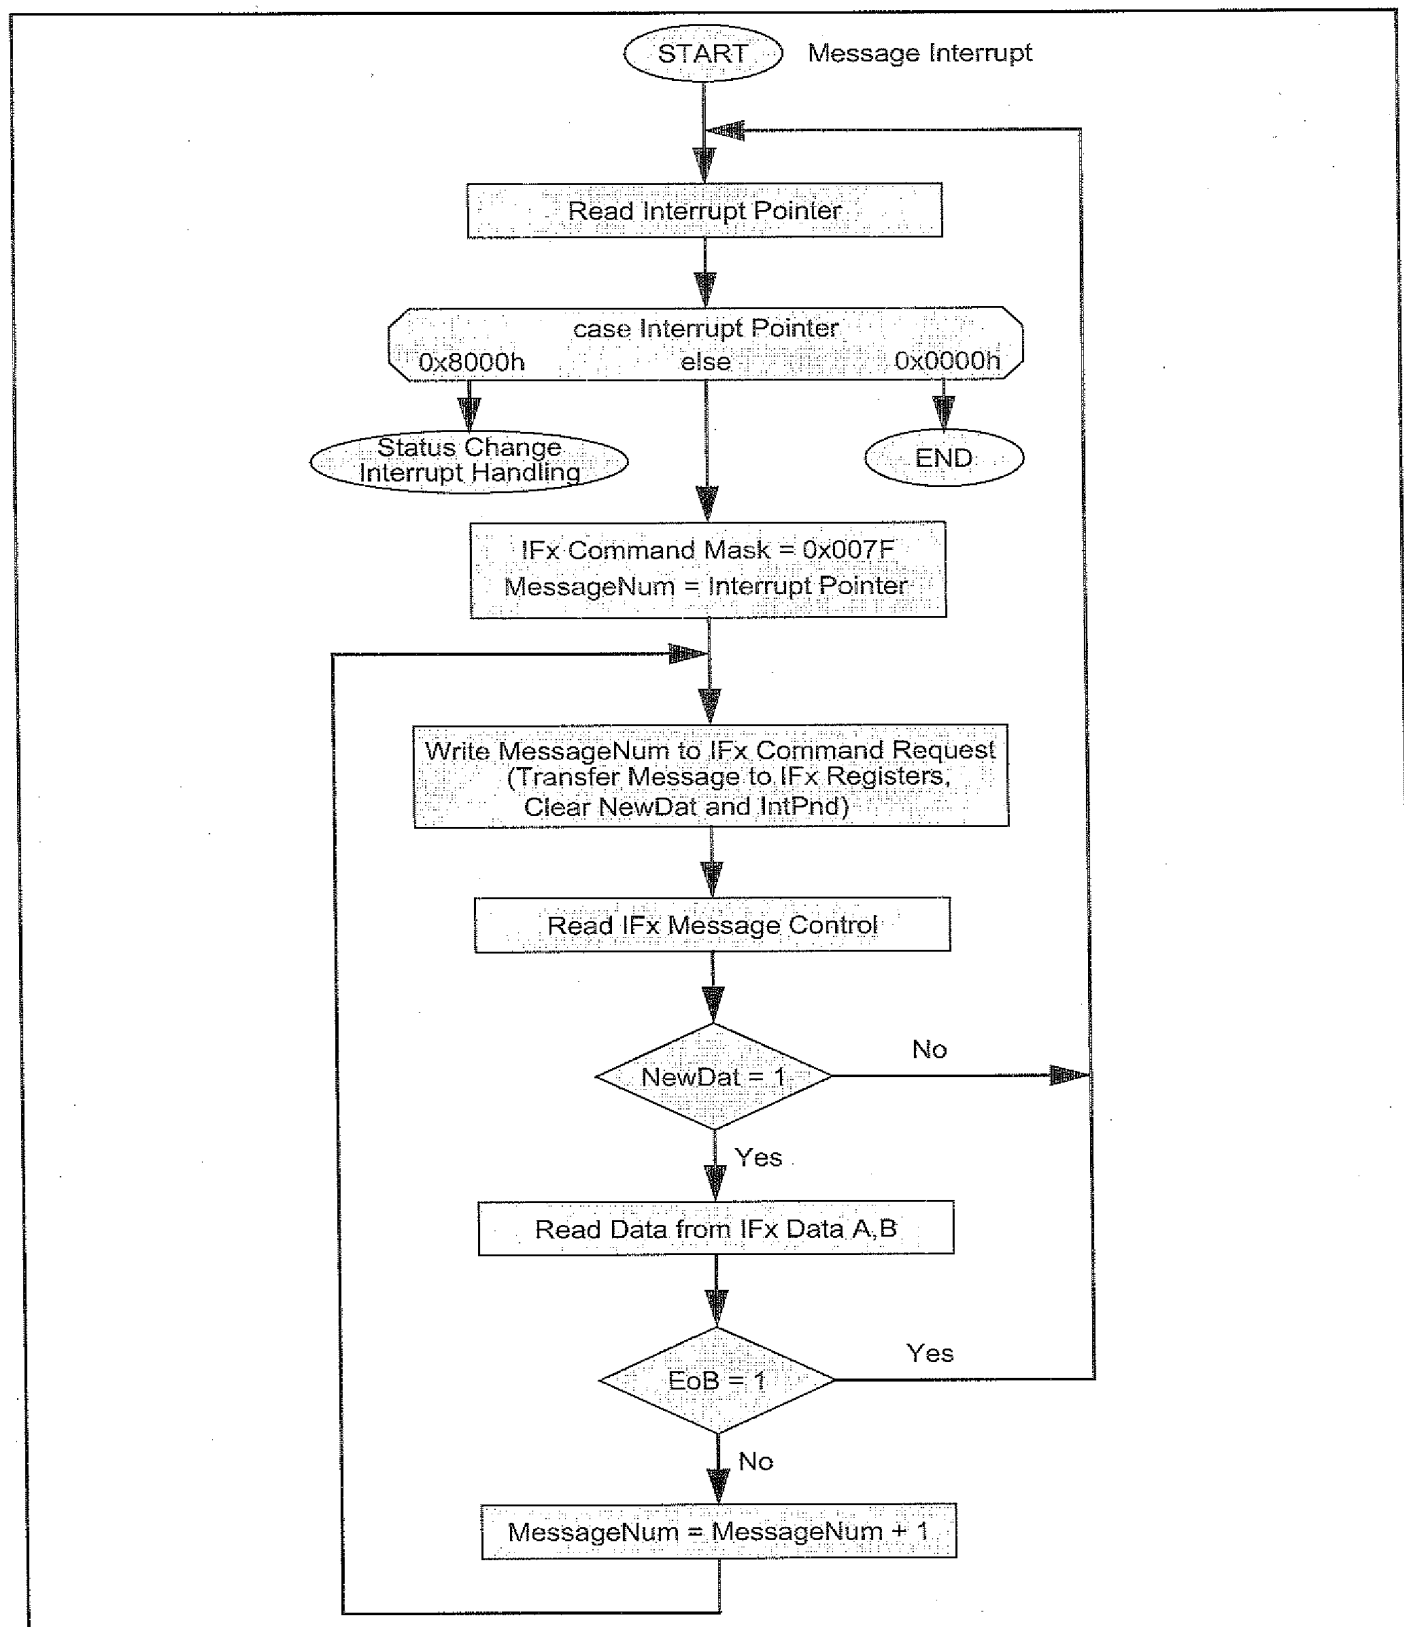 START Message Interrupt
Read Interrupt Pointer
case Interrupt Pointer
0x8000h else 0x0000h
Status Change
Interrupt Handling
END
IFx Command Mask = 0x007F
MessageNum = Interrupt Pointer
Write MessageNum to IFx Command Request
(Transfer Message to IFx Registers,
Clear NewDat and IntPnd)
Read IFx Message Control
NewDat = 1
No
Yes
Read Data from IFx Data A,B
EoB = 1
Yes
No
MessageNum = MessageNum + 1